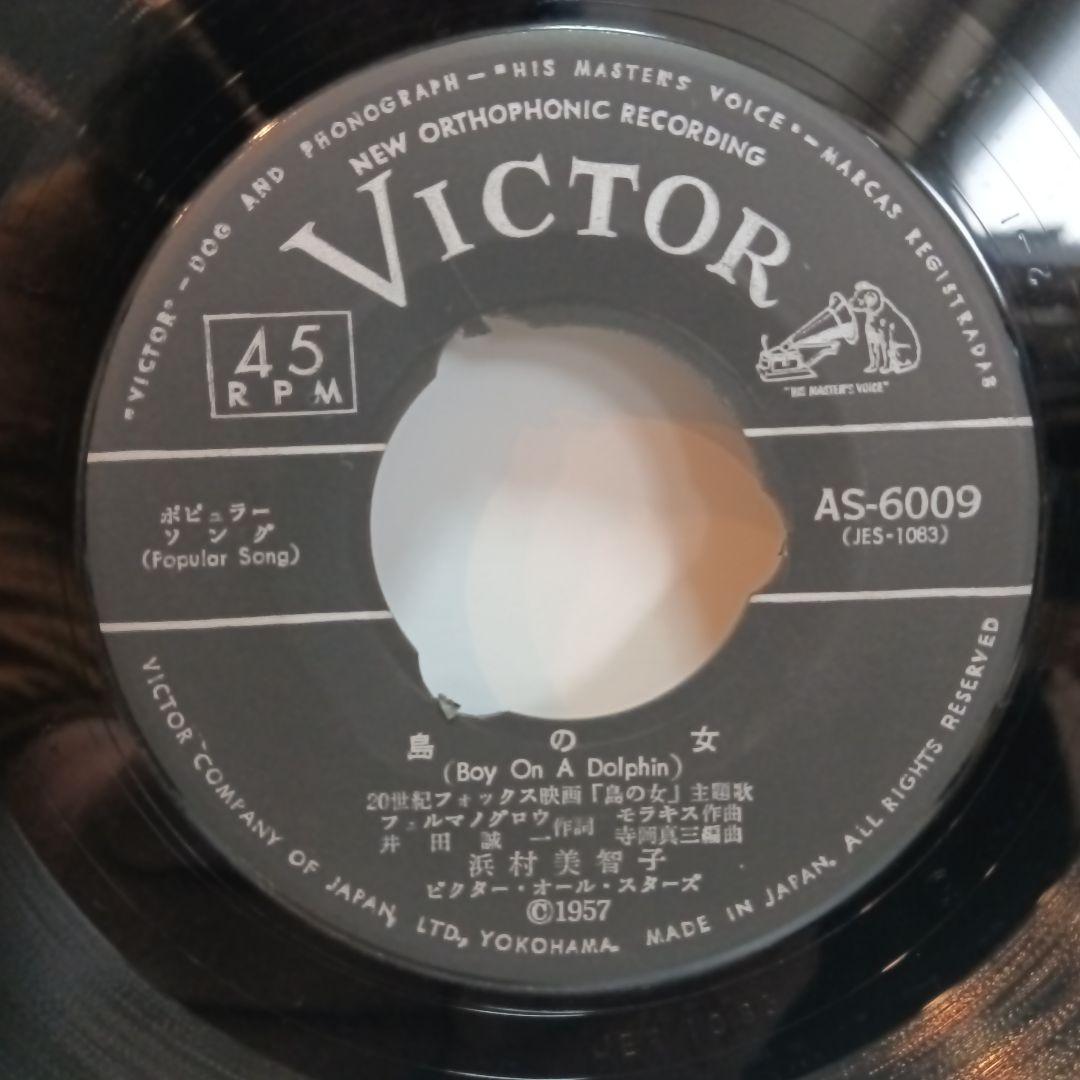 "VICTOR" — DOG AND PHONOGRAPH — "HIS MASTER'S VOICE" — MARCAS REGISTRADAS
NEW ORTHOPHONIC RECORDING
VICTOR
45
RPM
"HIS MASTER'S VOICE"
ポピュラー
ソング
(Popular Song)
AS-6009
(JES-1083)
島の女
(Boy On A Dolphin)
20世紀フォックス映画「島の女」主題歌
フェルマノグロウ モラキス作曲
井田誠一作詞 寺岡真三編曲
浜村美智子
ビクター・オール・スターズ
©1957
VICTOR COMPANY OF JAPAN, LTD., YOKOHAMA. MADE IN JAPAN. ALL RIGHTS RESERVED